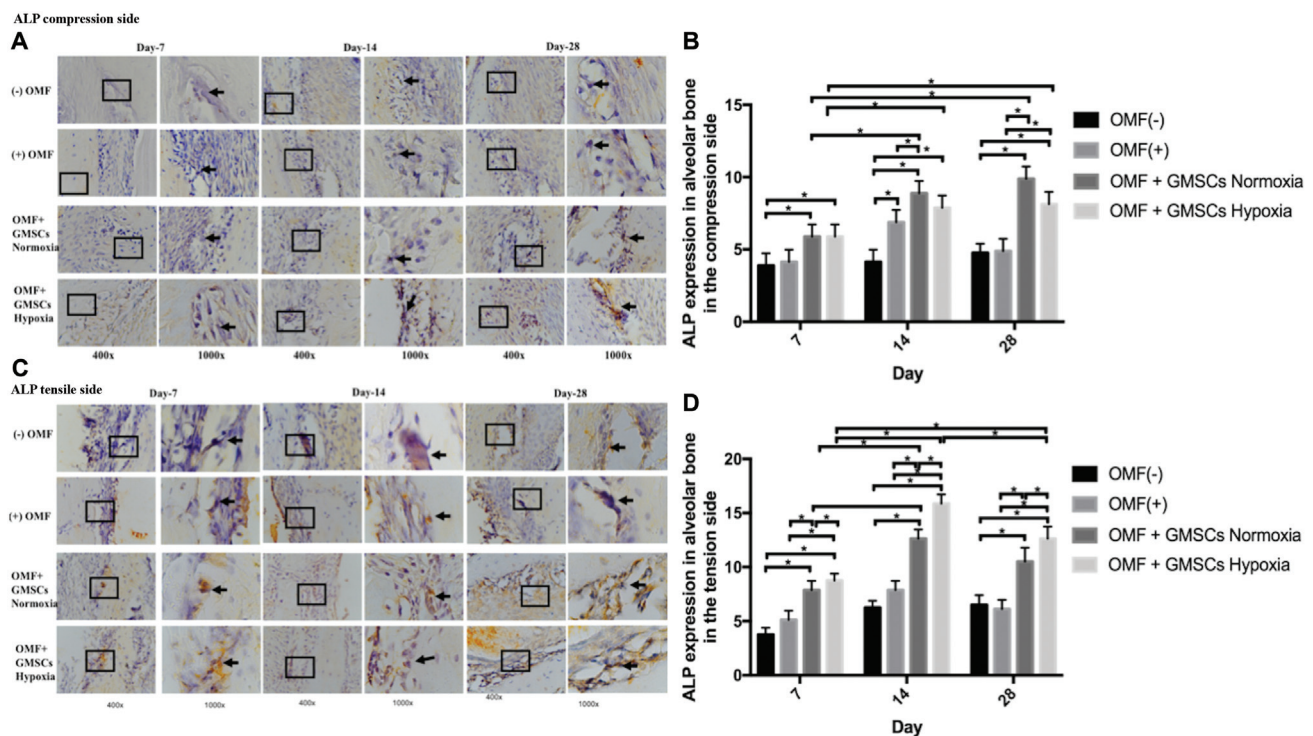 ALP compression side
A
Day-7
Day-14
Day-28
(-) OMF
(+) OMF
OMF+
GMSCs
Normoxia
OMF+
GMSCs
Hypoxia
400x
1000x
400x
1000x
400x
1000x
B
ALP expression in alveolar bone
in the compression side
15
10
5
0
* * * * * * * * * * * * * *
7
14
28
Day
OMF(-)
OMF(+)
OMF + GMSCs Normoxia
OMF + GMSCs Hypoxia
C
ALP tensile side
Day-7
Day-14
Day-28
(-) OMF
(+) OMF
OMF+
GMSCs
Normoxia
OMF+
GMSCs
Hypoxia
400x
1000x
400x
1000x
400x
1000x
D
ALP expression in alveolar bone
in the tension side
20
15
10
5
0
* * * * * * * * * * * * * * * * * * * *
7
14
28
Day
OMF(-)
OMF(+)
OMF + GMSCs Normoxia
OMF + GMSCs Hypoxia